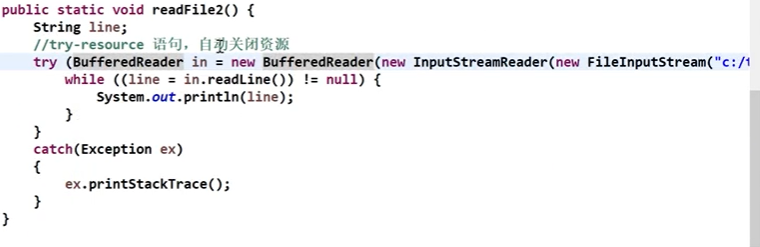 public static void readFile2() {
String line;
//try-resource 语句，自动关闭资源
try (BufferedReader in = new BufferedReader(new InputStreamReader(new FileInputStream("c:/t
while ((line = in.readLine()) != null) {
System.out.println(line);
}
}
catch(Exception ex)
{
ex.printStackTrace();
}
}